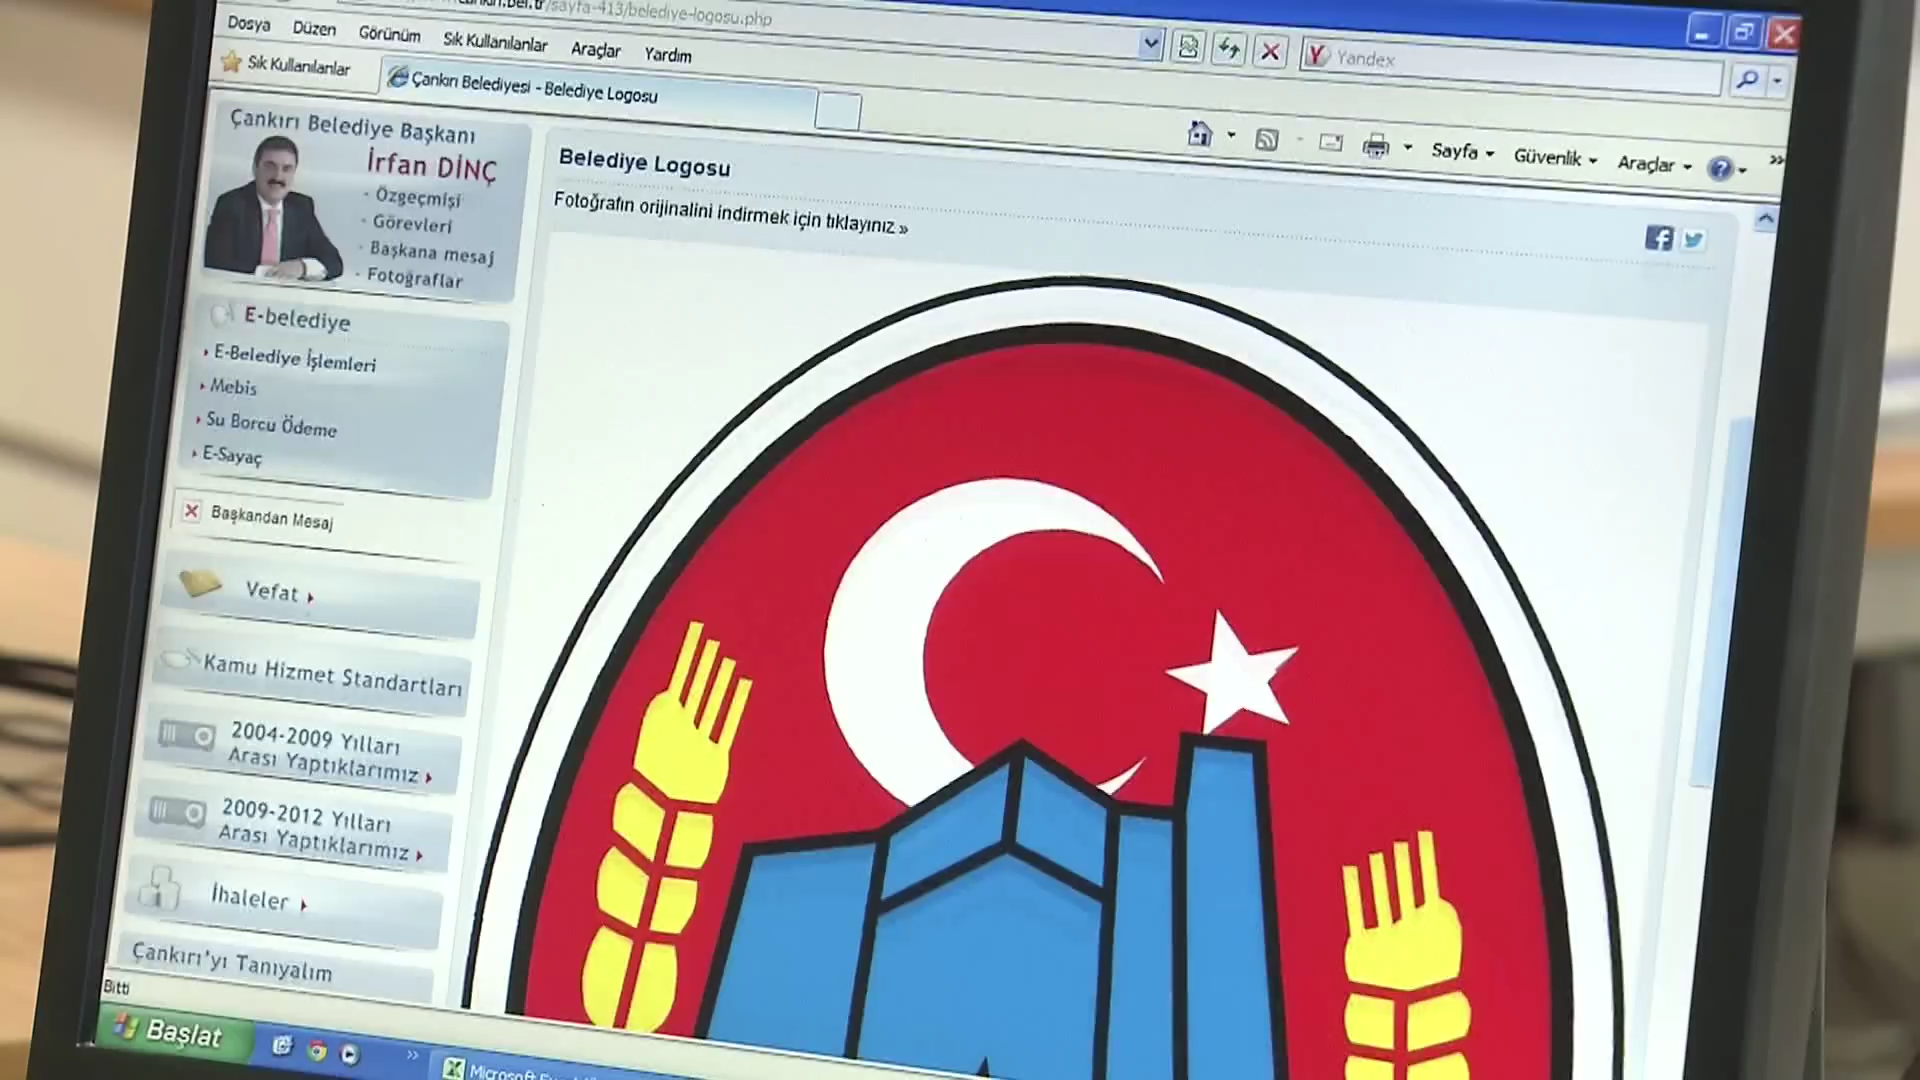 /sayfa-413/belediye-logosu.php
Yandex
Dosya Düzen Görünüm Sık Kullanılanlar Araçlar Yardım
Sık Kullanılanlar
Çankırı Belediyesi - Belediye Logosu
Sayfa Güvenlik Araçlar
Çankırı Belediye Başkanı
İrfan DİNÇ
- Özgeçmişi
- Görevleri
- Başkana mesaj
- Fotoğraflar
E-belediye
E-Belediye İşlemleri
Mebis
Su Borcu Ödeme
E-Sayaç
Başkandan Mesaj
Vefat
Kamu Hizmet Standartları
2004-2009 Yılları
Arası Yaptıklarımız
2009-2012 Yılları
Arası Yaptıklarımız
İhaleler
Çankırı'yı Tanıyalım
Belediye Logosu
Fotoğrafın orijinalini indirmek için tıklayınız »
Bitti
Başlat
Microsoft